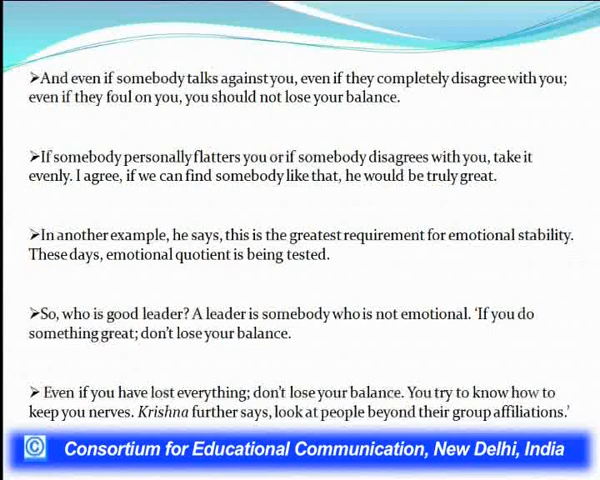 ➢And even if somebody talks against you, even if they completely disagree with you;
even if they foul on you, you should not lose your balance.
➢If somebody personally flatters you or if somebody disagrees with you, take it
evenly. I agree, if we can find somebody like that, he would be truly great.
➢In another example, he says, this is the greatest requirement for emotional stability.
These days, emotional quotient is being tested.
➢So, who is good leader? A leader is somebody who is not emotional. ‘If you do
something great; don’t lose your balance.
➢ Even if you have lost everything; don’t lose your balance. You try to know how to
keep you nerves. Krishna further says, look at people beyond their group affiliations.’
© Consortium for Educational Communication, New Delhi, India